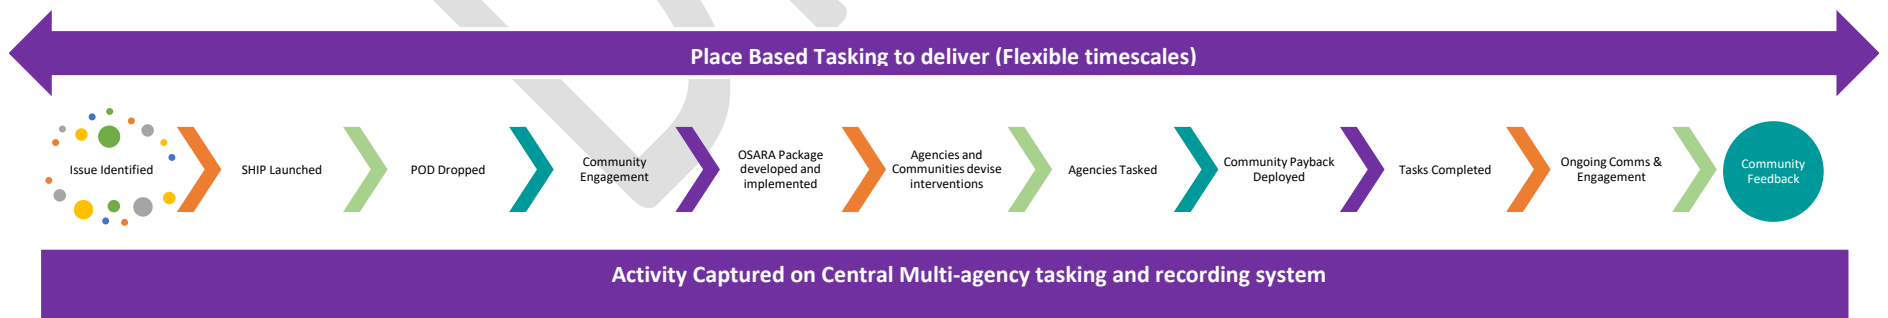 Place Based Tasking to deliver (Flexible timescales)
Issue Identified
SHIP Launched
POD Dropped
Community
Engagement
OSARA Package
developed and
implemented
Agencies and
Communities devise
interventions
Agencies Tasked
Community Payback
Deployed
Tasks Completed
Ongoing Comms &
Engagement
Community
Feedback
Activity Captured on Central Multi-agency tasking and recording system